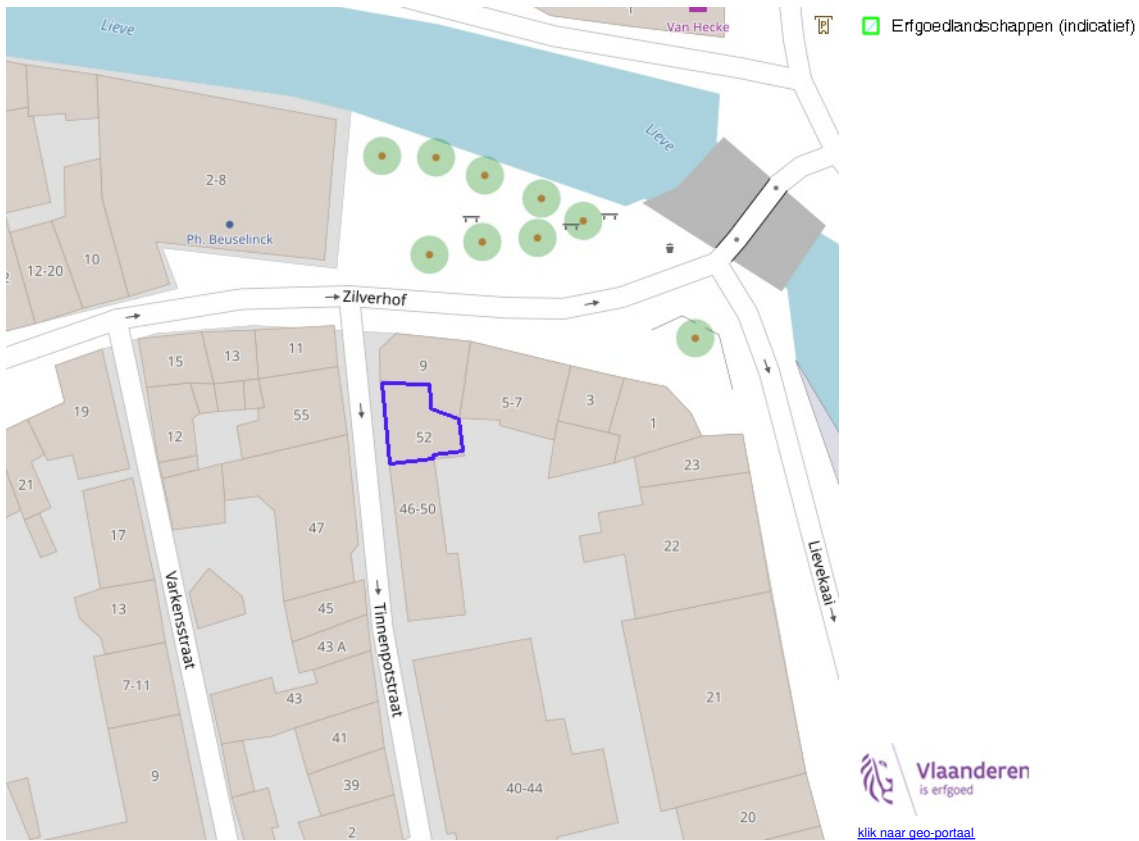 Lieve
Van Hecke
P
Erfgoedlandschappen (indicatief)
Lieve
2-8
Ph. Beuselinck
10
12-20
Zilverhof
15
13
11
9
19
12
55
52
5-7
3
1
23
21
17
47
46-50
22
Lievekaai
13
45
43 A
Varkensstraat
Tinnenpotstraat
7-11
43
21
41
9
39
40-44
20
2
Vlaanderen
is erfgoed
klik naar geo-portaal